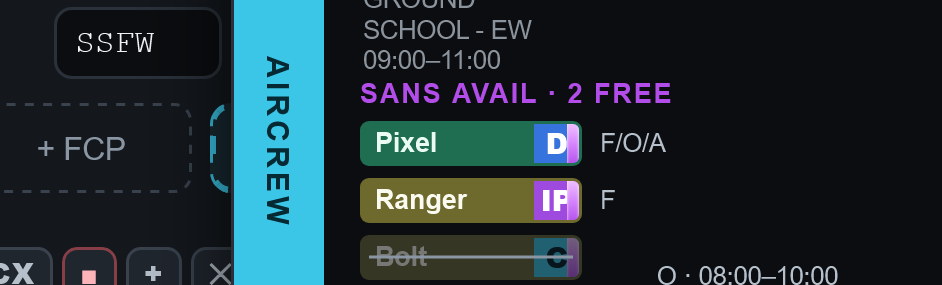 SSFW
+ FCP
CX
+
AIRCREW
GROUND
SCHOOL - EW
09:00–11:00
SANS AVAIL · 2 FREE
Pixel D F/O/A
Ranger IP F
Bolt C
O · 08:00–10:00